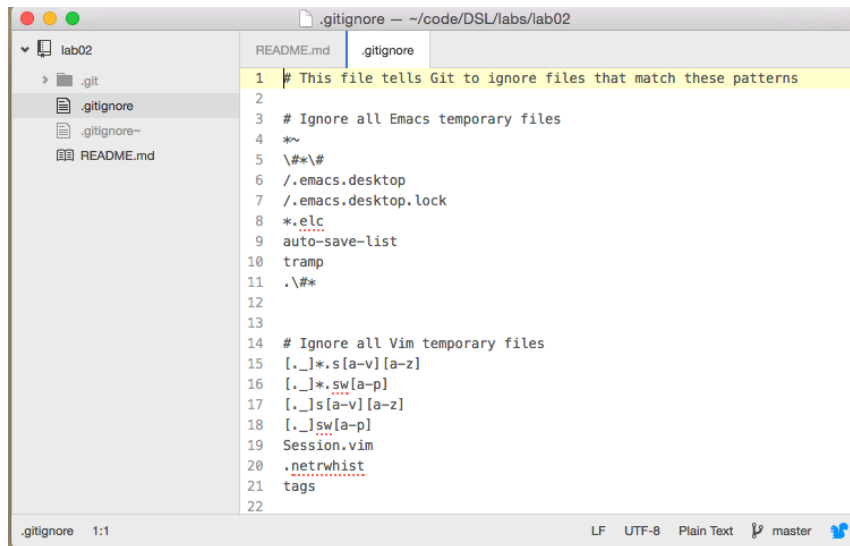 .gitignore — ~/code/DSL/labs/lab02
lab02
.git
.gitignore
.gitignore~
README.md
README.md .gitignore
1 # This file tells Git to ignore files that match these patterns
2
3 # Ignore all Emacs temporary files
4 *~
5 \#*\#
6 /.emacs.desktop
7 /.emacs.desktop.lock
8 *.elc
9 auto-save-list
10 tramp
11 .\#*
12
13
14 # Ignore all Vim temporary files
15 [._]*.s[a-v][a-z]
16 [._]*.sw[a-p]
17 [._]s[a-v][a-z]
18 [._]sw[a-p]
19 Session.vim
20 .netrwhist
21 tags
22
.gitignore 1:1 LF UTF-8 Plain Text master